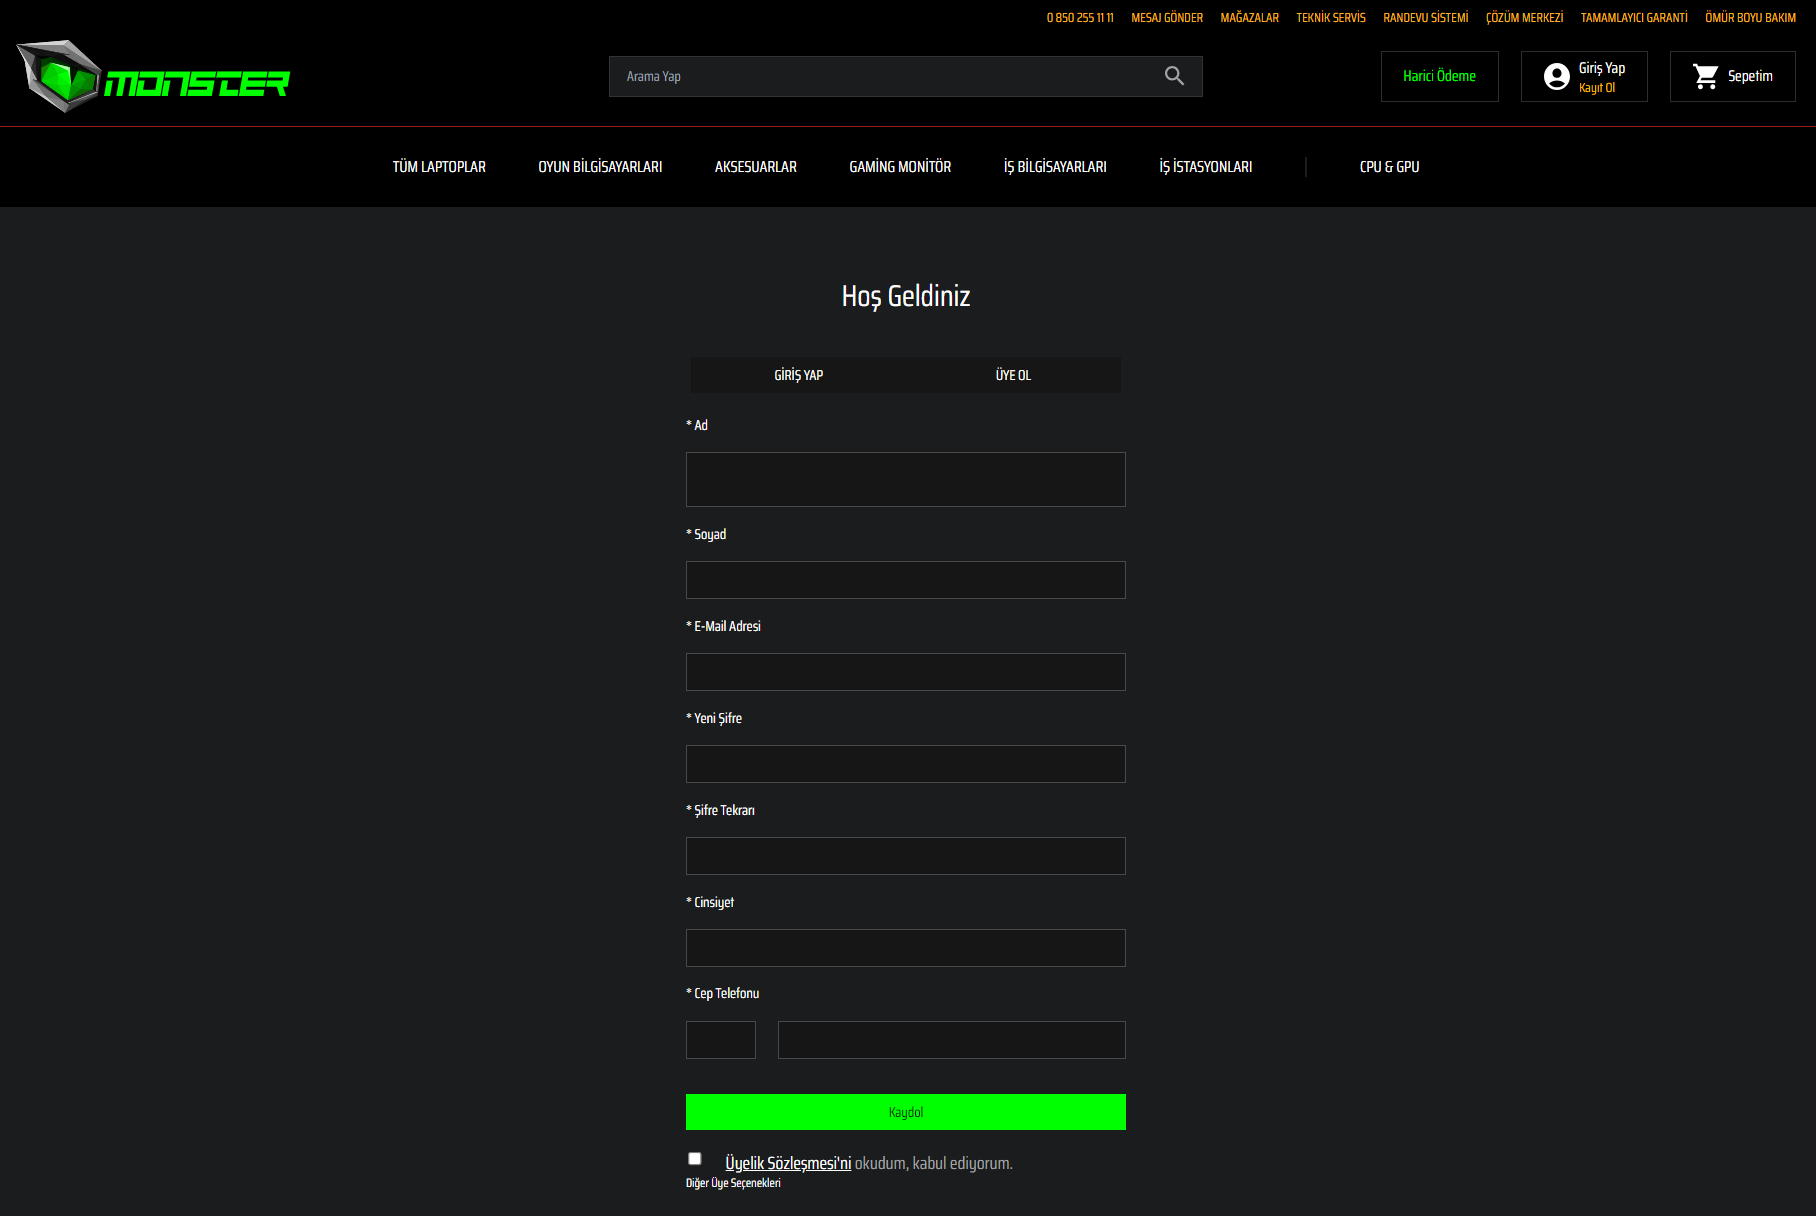 0 850 255 11 11 MESAJ GÖNDER MAĞAZALAR TEKNİK SERVİS RANDEVU SİSTEMİ ÇÖZÜM MERKEZİ TAMAMLAYICI GARANTİ ÖMÜR BOYU BAKIM
MONSTER
Arama Yap
Harici Ödeme
Giriş Yap
Kayıt Ol
Sepetim
TÜM LAPTOPLAR OYUN BİLGİSAYARLARI AKSESUARLAR GAMİNG MONİTÖR İŞ BİLGİSAYARLARI İŞ İSTASYONLARI CPU & GPU
Hoş Geldiniz
GİRİŞ YAP ÜYE OL
* Ad
* Soyad
* E-Mail Adresi
* Yeni Şifre
* Şifre Tekrarı
* Cinsiyet
* Cep Telefonu
Kaydol
Üyelik Sözleşmesi'ni okudum, kabul ediyorum.
Diğer Üye Seçenekleri